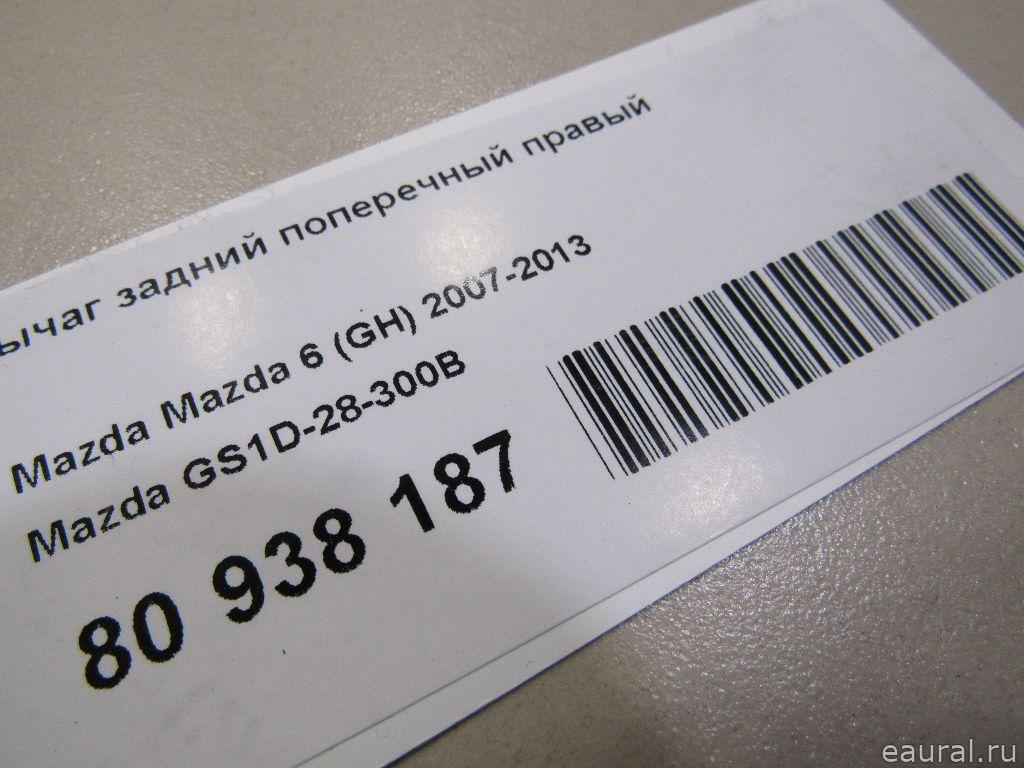 ычаг задний поперечный правый
Mazda Mazda 6 (GH) 2007-2013
Mazda GS1D-28-300B
80 938 187
eaural.ru